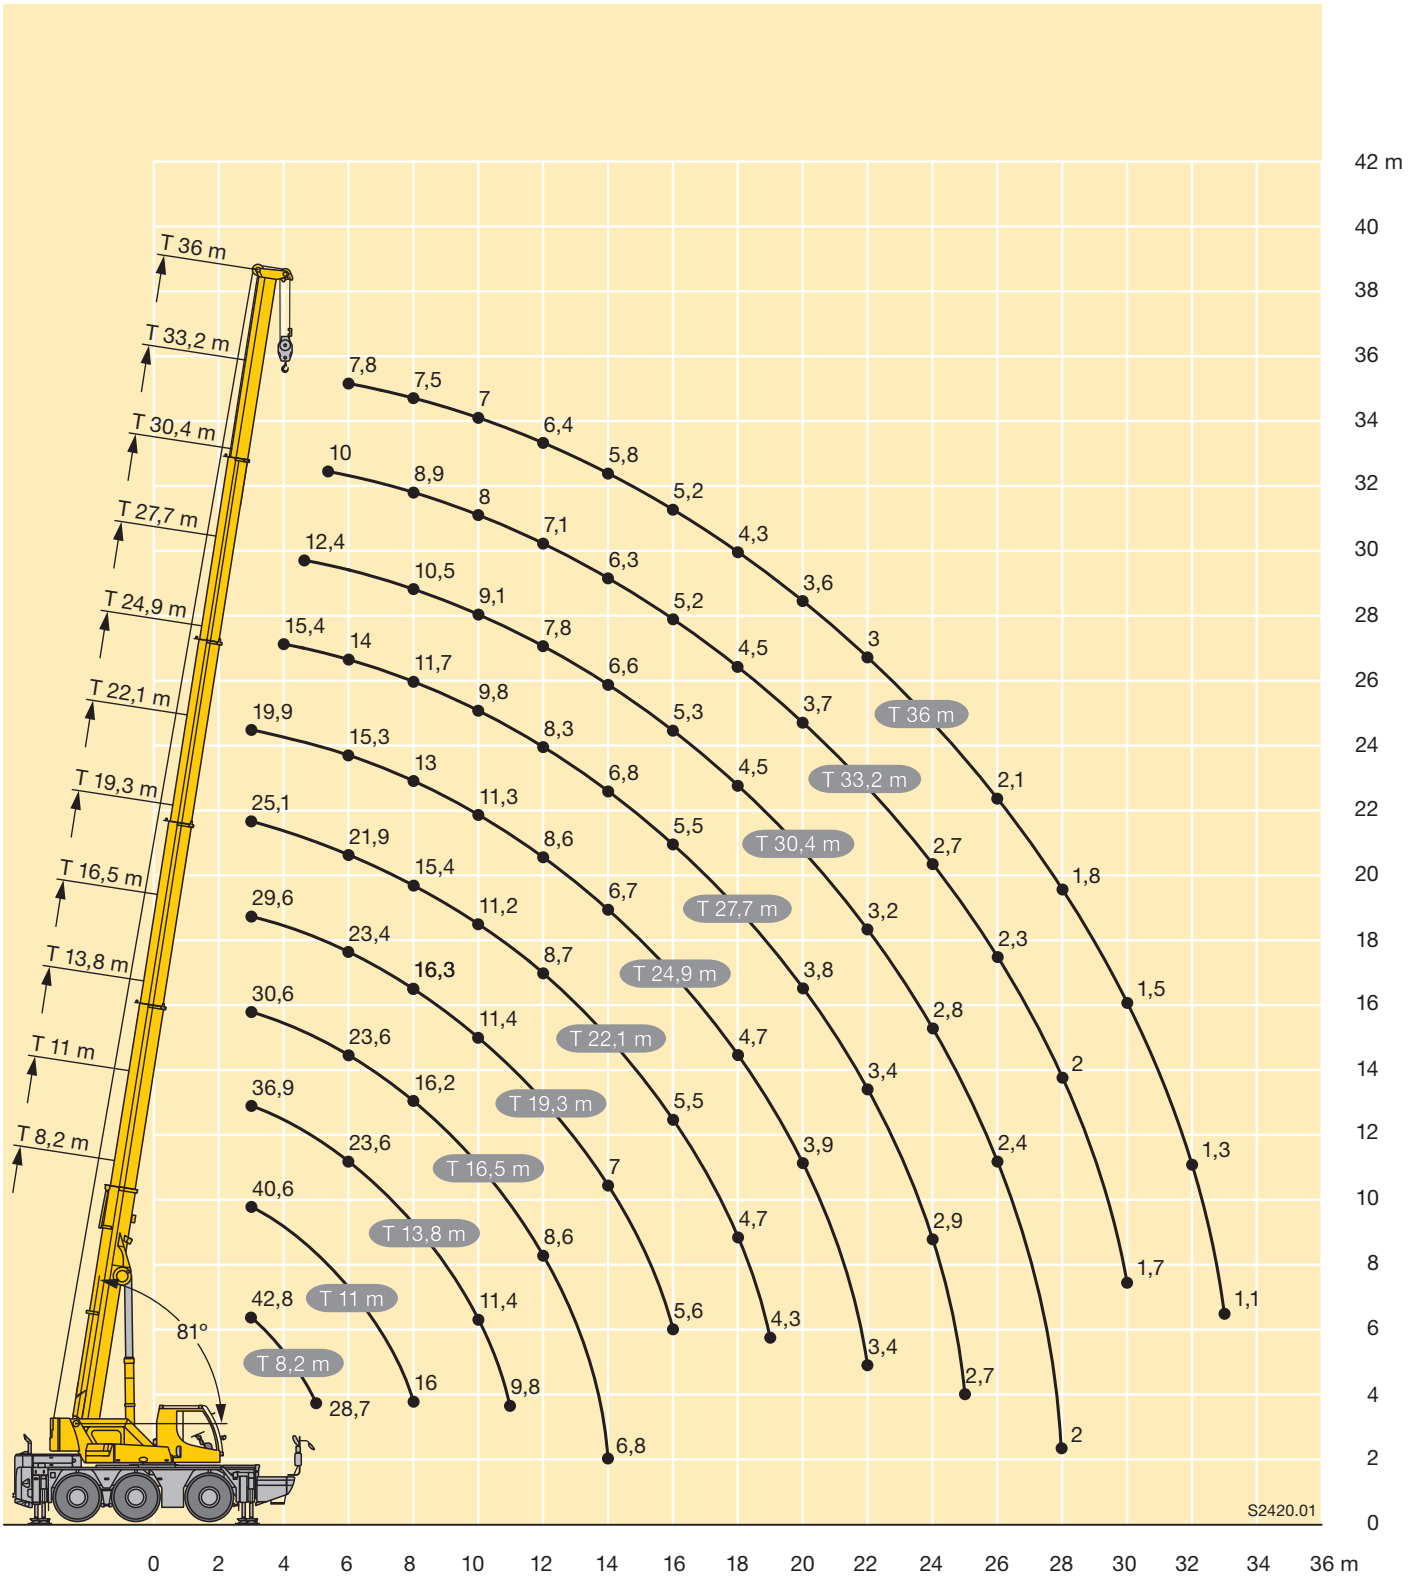 42 m
40
38
36
34
32
30
28
26
24
22
20
18
16
14
12
10
8
6
4
2
0
T 36 m
T 33,2 m
T 30,4 m
T 27,7 m
T 24,9 m
T 22,1 m
T 19,3 m
T 16,5 m
T 13,8 m
T 11 m
T 8,2 m
81°
7,8 7,5 7 6,4 5,8 5,2 4,3 3,6 3 T 36 m 2,1 1,8 1,5 1,3 1,1
10 8,9 8 7,1 6,3 5,2 4,5 3,7 T 33,2 m 2,7 2,3 2 1,7
12,4 10,5 9,1 7,8 6,6 5,3 4,5 T 30,4 m 3,2 2,8 2,4 2
15,4 14 11,7 9,8 8,3 6,8 5,5 T 27,7 m 3,8 3,4 2,9 2,7
19,9 15,3 13 11,3 8,6 6,7 T 24,9 m 4,7 3,9 3,4
25,1 21,9 15,4 11,2 8,7 T 22,1 m 5,5 4,7 4,3
29,6 23,4 16,3 11,4 T 19,3 m 7 5,6
30,6 23,6 16,2 T 16,5 m 8,6 6,8
36,9 23,6 T 13,8 m 11,4 9,8
40,6 T 11 m 16
42,8 T 8,2 m 28,7
S2420.01
0 2 4 6 8 10 12 14 16 18 20 22 24 26 28 30 32 34 36 m